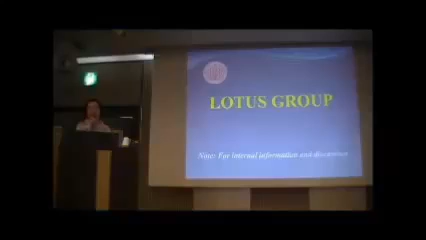 LOTUS GROUP
Note: For internal information and discussion